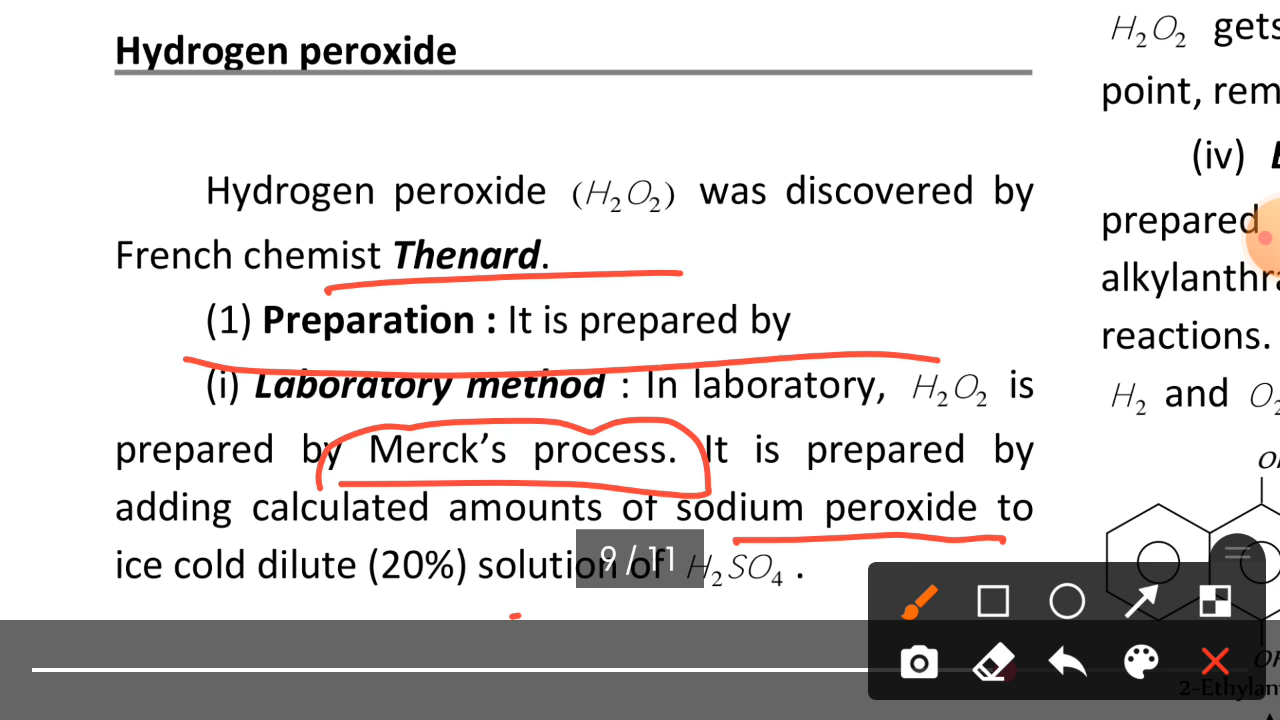 Hydrogen peroxide
Hydrogen peroxide (H₂O₂) was discovered by
French chemist Thenard.
(1) Preparation : It is prepared by
(i) Laboratory method : In laboratory, H₂O₂ is
prepared by Merck’s process. It is prepared by
adding calculated amounts of sodium peroxide to
ice cold dilute (20%) solution of H₂SO₄ .
9 / 11
H₂O₂ gets
point, rem
(iv)
prepared
alkylanthr
reactions.
H₂ and O₂
2-Ethylan